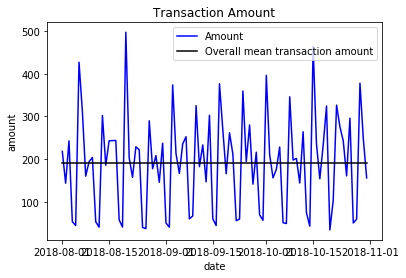 Transaction Amount
Amount
Overall mean transaction amount
500
400
300
200
100
amount
2018-08-01 2018-08-15 2018-09-01 2018-09-15 2018-10-01 2018-10-15 2018-11-01
date